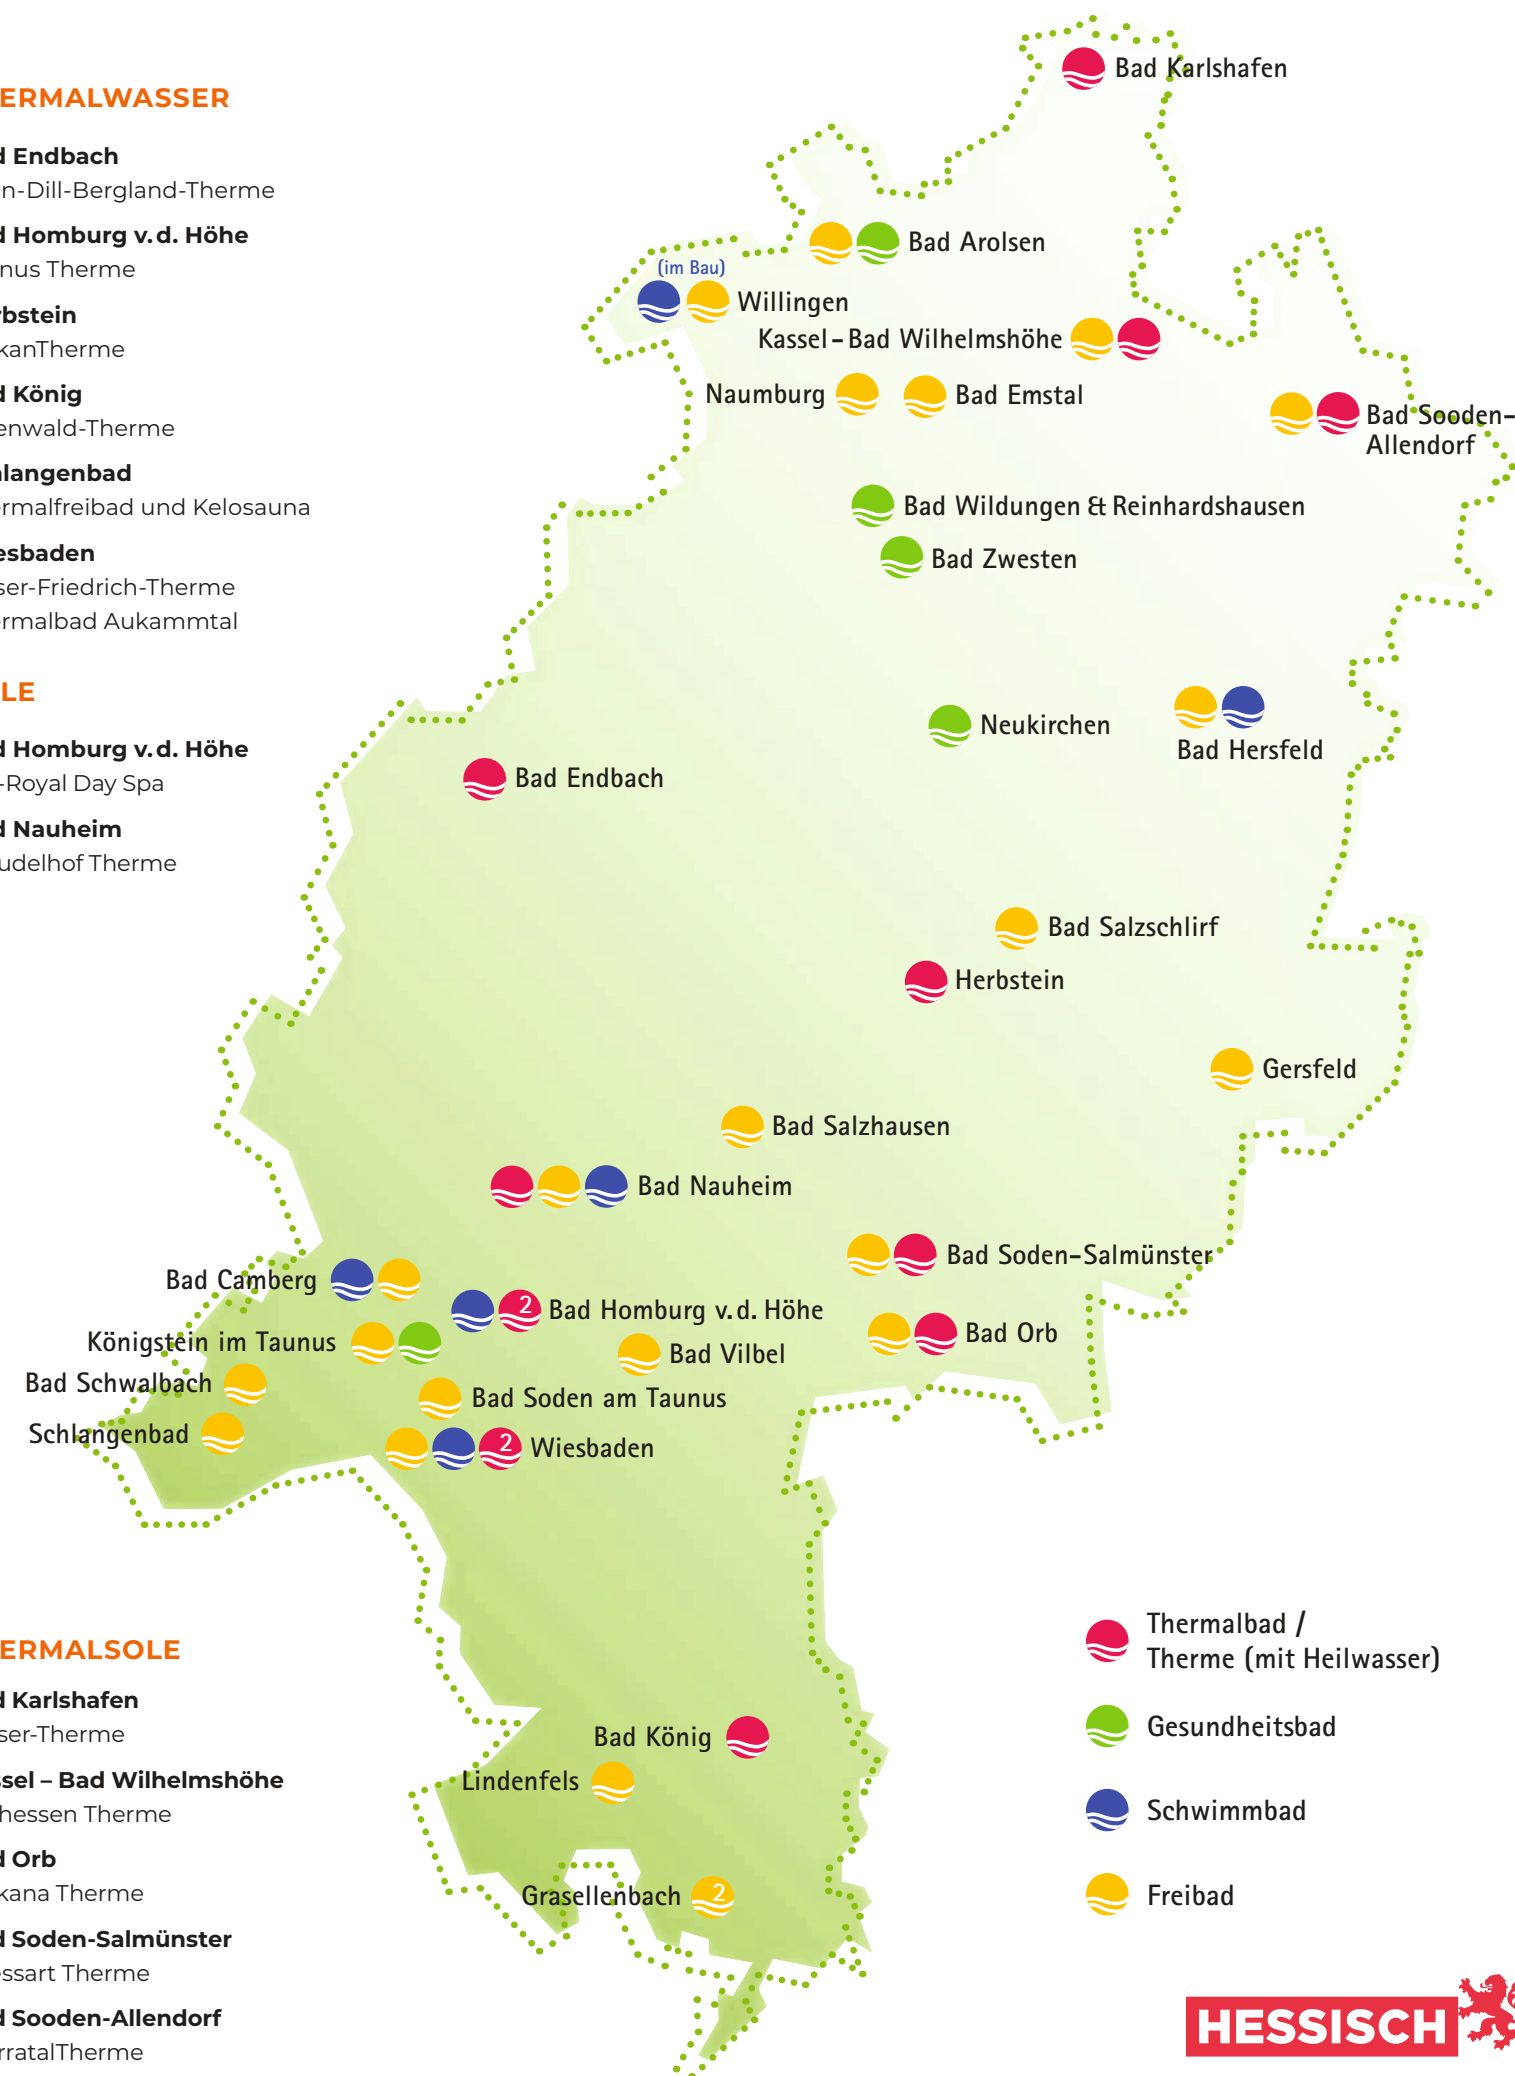 ERMALWASSER
d Endbach
n-Dill-Bergland-Therme
d Homburg v. d. Höhe
nus Therme
rbstein
kanTherme
d König
enwald-Therme
hlangenbad
ermalfreibad und Kelosauna
esbaden
ser-Friedrich-Therme
ermalbad Aukammtal
LE
d Homburg v. d. Höhe
-Royal Day Spa
d Nauheim
udelhof Therme
ERMALSOLE
d Karlshafen
ser-Therme
ssel – Bad Wilhelmshöhe
hessen Therme
d Orb
kana Therme
d Soden-Salmünster
essart Therme
d Sooden-Allendorf
rratalTherme
Bad Karlshafen
Bad Arolsen
(im Bau)
Willingen
Kassel – Bad Wilhelmshöhe
Naumburg
Bad Emstal
Bad Sooden-
Allendorf
Bad Wildungen & Reinhardshausen
Bad Zwesten
Neukirchen
Bad Hersfeld
Bad Endbach
Bad Salzschlirf
Herbstein
Gersfeld
Bad Salzhausen
Bad Nauheim
Bad Soden-Salmünster
Bad Camberg
2 Bad Homburg v. d. Höhe
Bad Orb
Königstein im Taunus
Bad Vilbel
Bad Schwalbach
Bad Soden am Taunus
Schlangenbad
2 Wiesbaden
Bad König
Lindenfels
Grasellenbach 2
Thermalbad /
Therme (mit Heilwasser)
Gesundheitsbad
Schwimmbad
Freibad
HESSISCH